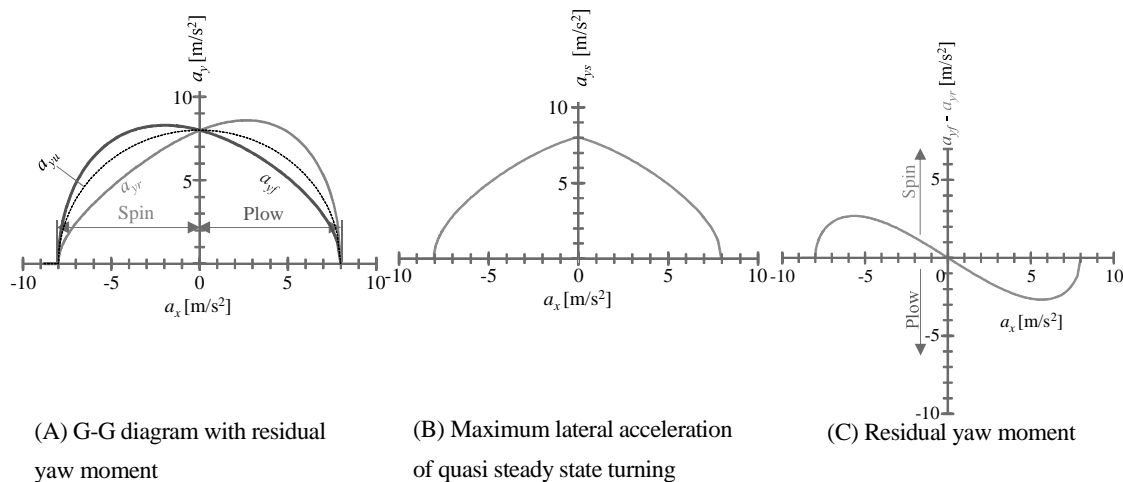 a_y [m/s²]
10
a_yu
a_yr
a_yf
5
Spin
Plow
-10
-5
0
5
10
a_x [m/s²]
(A) G-G diagram with residual
yaw moment
a_ys [m/s²]
10
5
-10
-5
0
5
10
a_x [m/s²]
(B) Maximum lateral acceleration
of quasi steady state turning
a_yf - a_yr [m/s²]
Spin
5
-10
-5
0
5
10
Plow
a_x [m/s²]
-5
-10
(C) Residual yaw moment